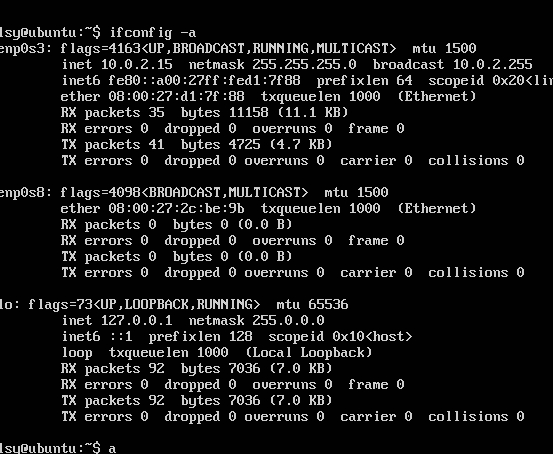 lsy@ubuntu:~$ ifconfig -a
enp0s3: flags=4163<UP,BROADCAST,RUNNING,MULTICAST>  mtu 1500
inet 10.0.2.15  netmask 255.255.255.0  broadcast 10.0.2.255
inet6 fe80::a00:27ff:fed1:7f88  prefixlen 64  scopeid 0x20<lin
ether 08:00:27:d1:7f:88  txqueuelen 1000  (Ethernet)
RX packets 35  bytes 11158 (11.1 KB)
RX errors 0  dropped 0  overruns 0  frame 0
TX packets 41  bytes 4725 (4.7 KB)
TX errors 0  dropped 0 overruns 0  carrier 0  collisions 0
enp0s8: flags=4098<BROADCAST,MULTICAST>  mtu 1500
ether 08:00:27:2c:be:9b  txqueuelen 1000  (Ethernet)
RX packets 0  bytes 0 (0.0 B)
RX errors 0  dropped 0  overruns 0  frame 0
TX packets 0  bytes 0 (0.0 B)
TX errors 0  dropped 0 overruns 0  carrier 0  collisions 0
lo: flags=73<UP,LOOPBACK,RUNNING>  mtu 65536
inet 127.0.0.1  netmask 255.0.0.0
inet6 ::1  prefixlen 128  scopeid 0x10<host>
loop  txqueuelen 1000  (Local Loopback)
RX packets 92  bytes 7036 (7.0 KB)
RX errors 0  dropped 0  overruns 0  frame 0
TX packets 92  bytes 7036 (7.0 KB)
TX errors 0  dropped 0 overruns 0  carrier 0  collisions 0
lsy@ubuntu:~$ a